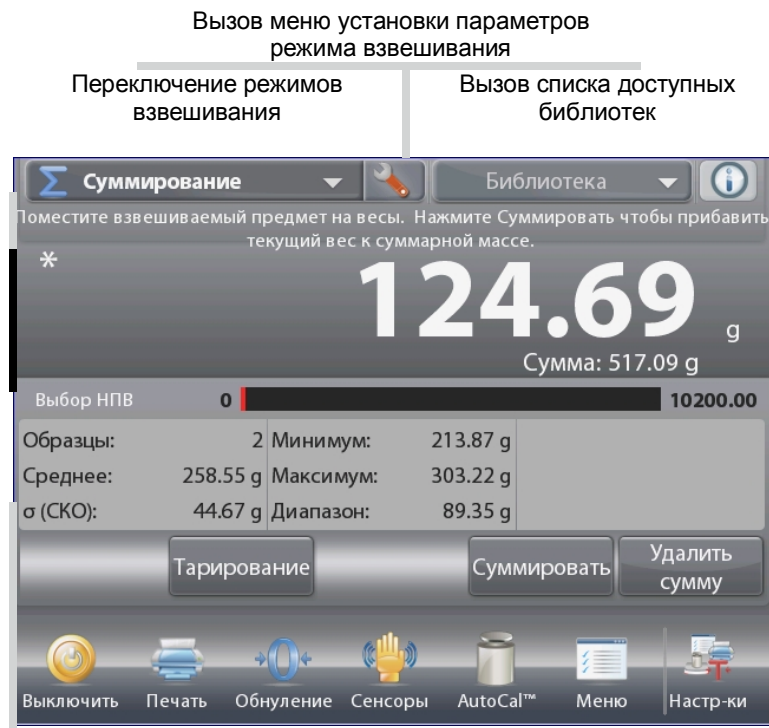 Вызов меню установки параметров
режима взвешивания
Переключение режимов
взвешивания
Вызов списка доступных
библиотек
Σ Суммирование
Библиотека
Поместите взвешиваемый предмет на весы. Нажмите Суммировать чтобы прибавить
текущий вес к суммарной массе.
*
124.69 g
Сумма: 517.09 g
Выбор НПВ 0 10200.00
Образцы: 2 Минимум: 213.87 g
Среднее: 258.55 g Максимум: 303.22 g
σ (СКО): 44.67 g Диапазон: 89.35 g
Тарирование
Суммировать
Удалить
сумму
Выключить Печать Обнуление Сенсоры AutoCal™ Меню Настр-ки